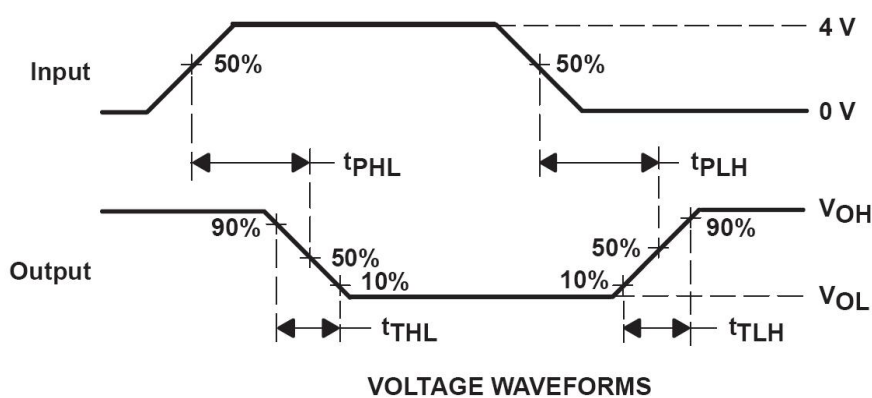 4 V
Input
50%
50%
0 V
tPHL
tPLH
VOH
90%
90%
50%
50%
Output
10%
10%
VOL
tTHL
tTLH
VOLTAGE WAVEFORMS